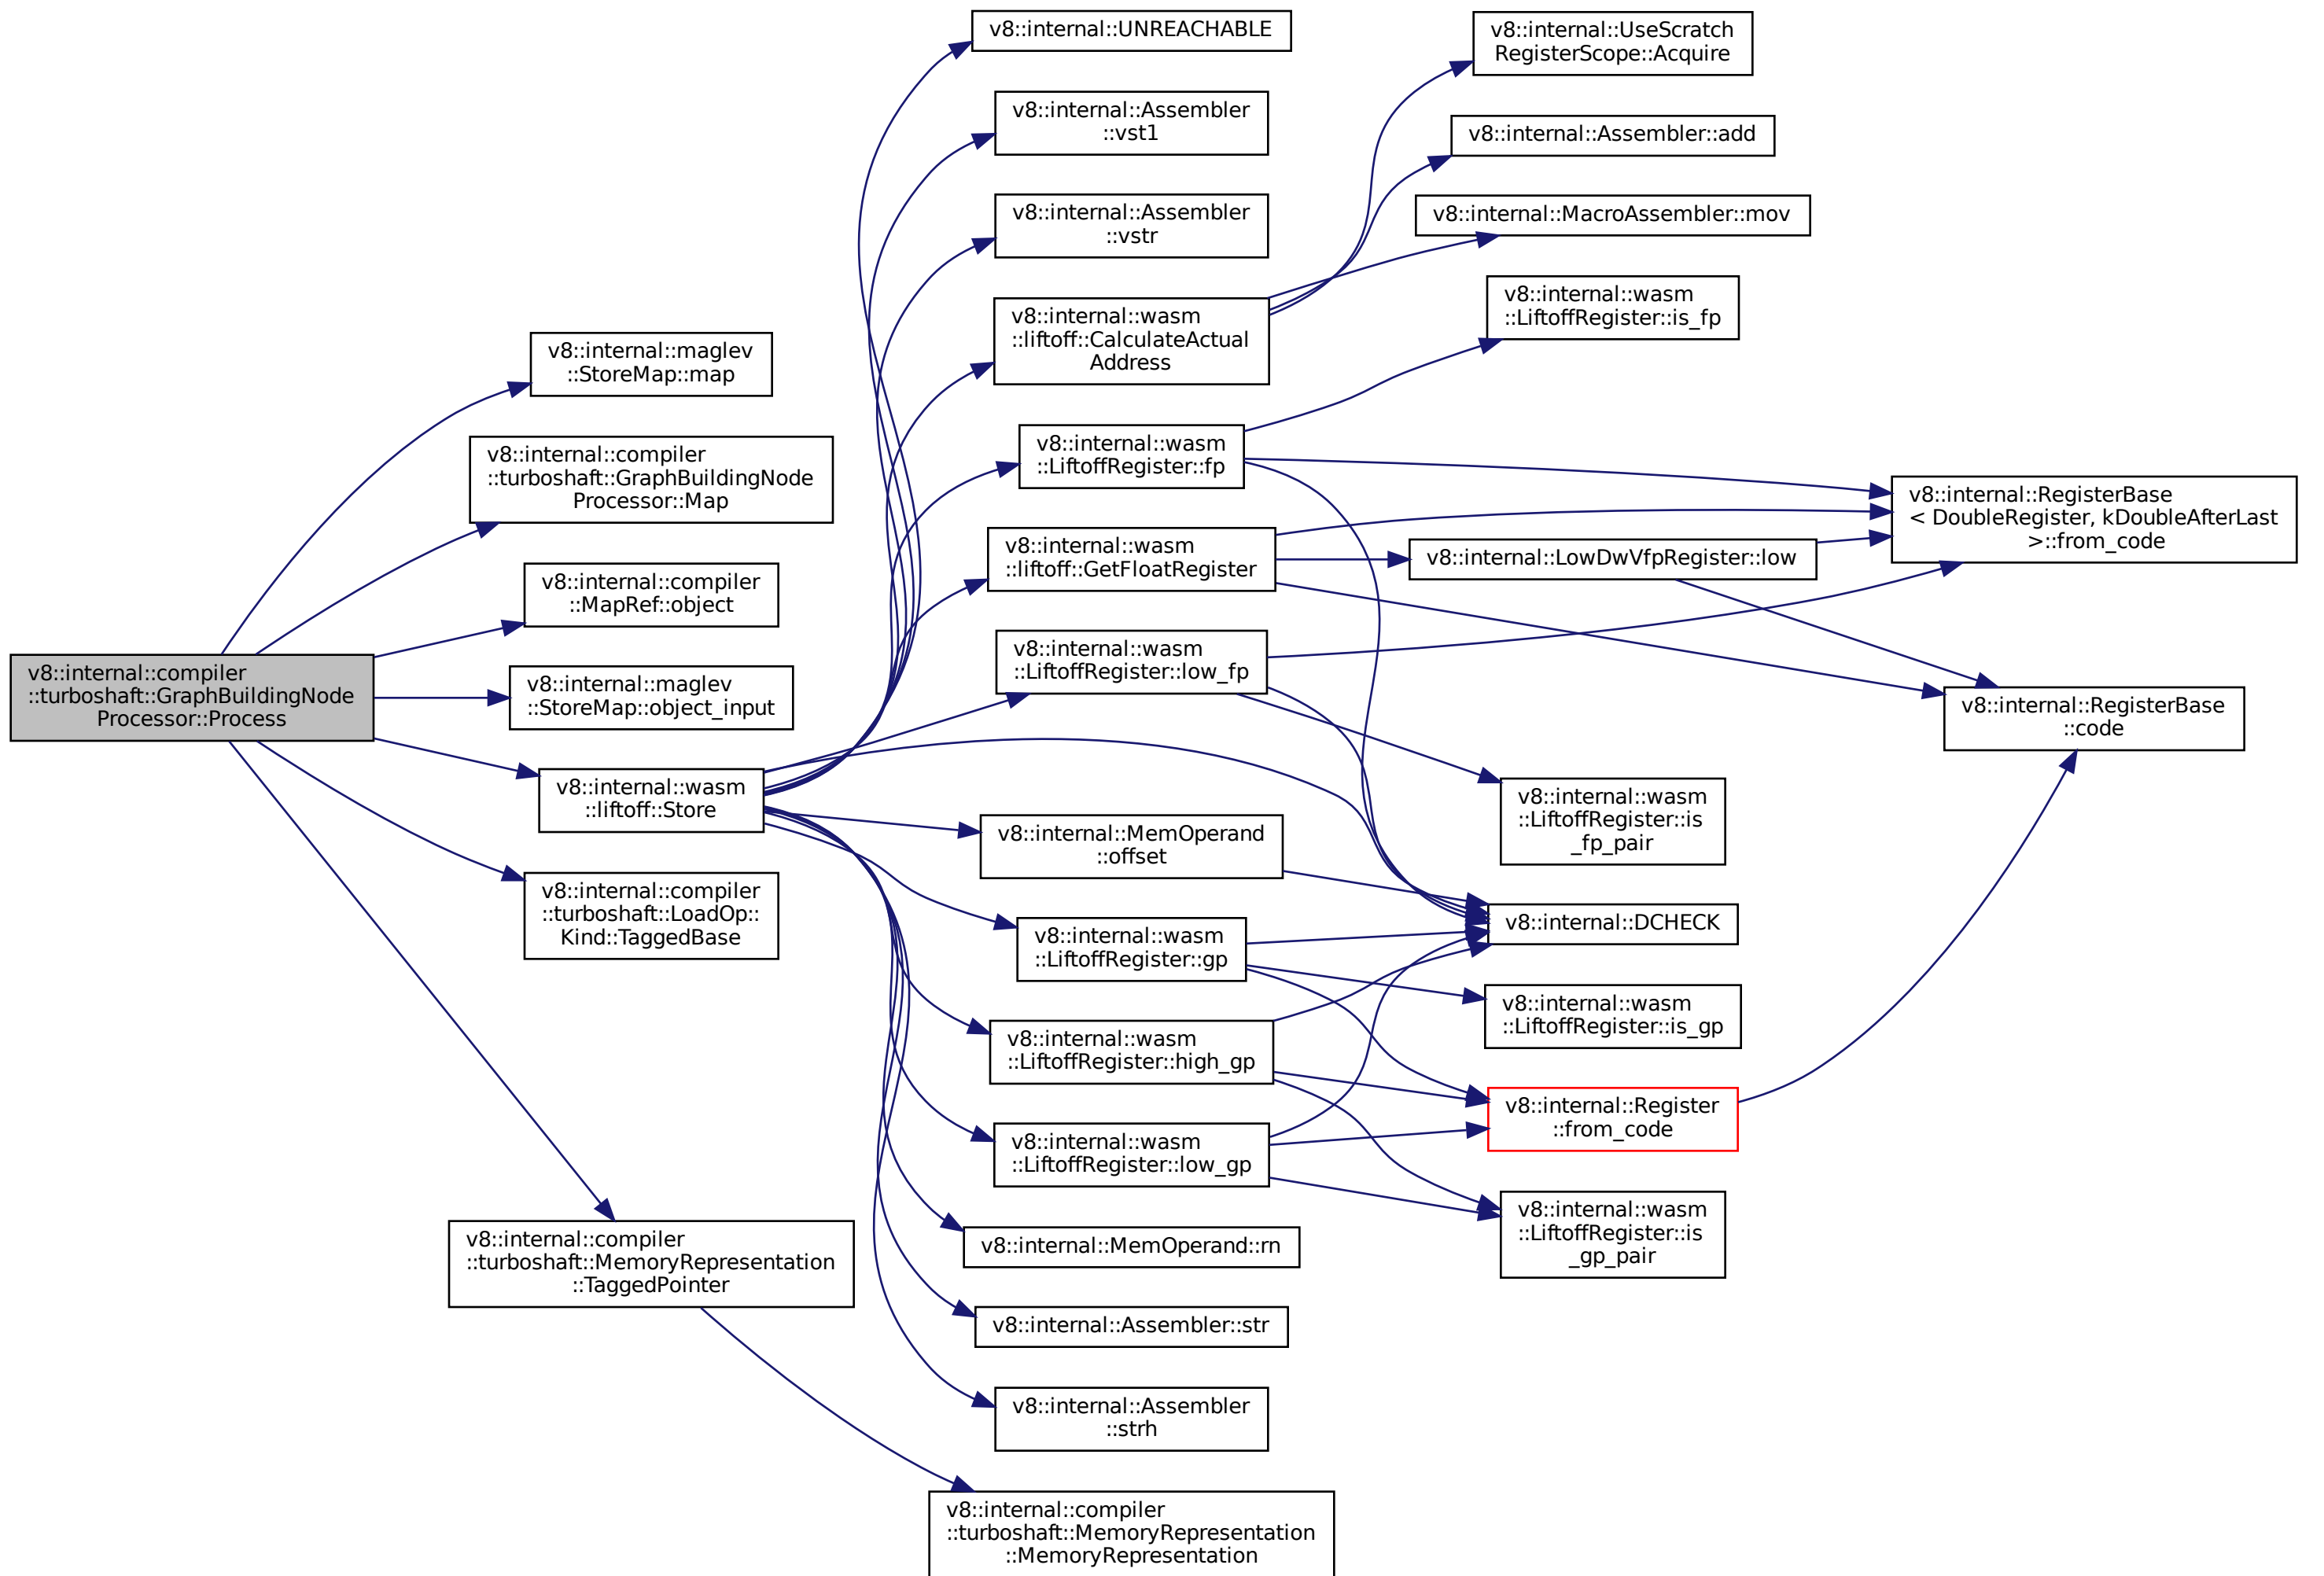 v8::internal::compiler
::turboshaft::GraphBuildingNode
Processor::Process
v8::internal::maglev
::StoreMap::map
v8::internal::compiler
::turboshaft::GraphBuildingNode
Processor::Map
v8::internal::compiler
::MapRef::object
v8::internal::maglev
::StoreMap::object_input
v8::internal::wasm
::liftoff::Store
v8::internal::compiler
::turboshaft::LoadOp::
Kind::TaggedBase
v8::internal::compiler
::turboshaft::MemoryRepresentation
::TaggedPointer
v8::internal::UNREACHABLE
v8::internal::Assembler
::vst1
v8::internal::Assembler
::vstr
v8::internal::wasm
::liftoff::CalculateActual
Address
v8::internal::wasm
::LiftoffRegister::fp
v8::internal::wasm
::liftoff::GetFloatRegister
v8::internal::wasm
::LiftoffRegister::low_fp
v8::internal::MemOperand
::offset
v8::internal::wasm
::LiftoffRegister::gp
v8::internal::wasm
::LiftoffRegister::high_gp
v8::internal::wasm
::LiftoffRegister::low_gp
v8::internal::MemOperand::rn
v8::internal::Assembler::str
v8::internal::Assembler
::strh
v8::internal::compiler
::turboshaft::MemoryRepresentation
::MemoryRepresentation
v8::internal::UseScratch
RegisterScope::Acquire
v8::internal::Assembler::add
v8::internal::MacroAssembler::mov
v8::internal::wasm
::LiftoffRegister::is_fp
v8::internal::LowDwVfpRegister::low
v8::internal::wasm
::LiftoffRegister::is
_fp_pair
v8::internal::DCHECK
v8::internal::wasm
::LiftoffRegister::is_gp
v8::internal::Register
::from_code
v8::internal::wasm
::LiftoffRegister::is
_gp_pair
v8::internal::RegisterBase
< DoubleRegister, kDoubleAfterLast
>::from_code
v8::internal::RegisterBase
::code